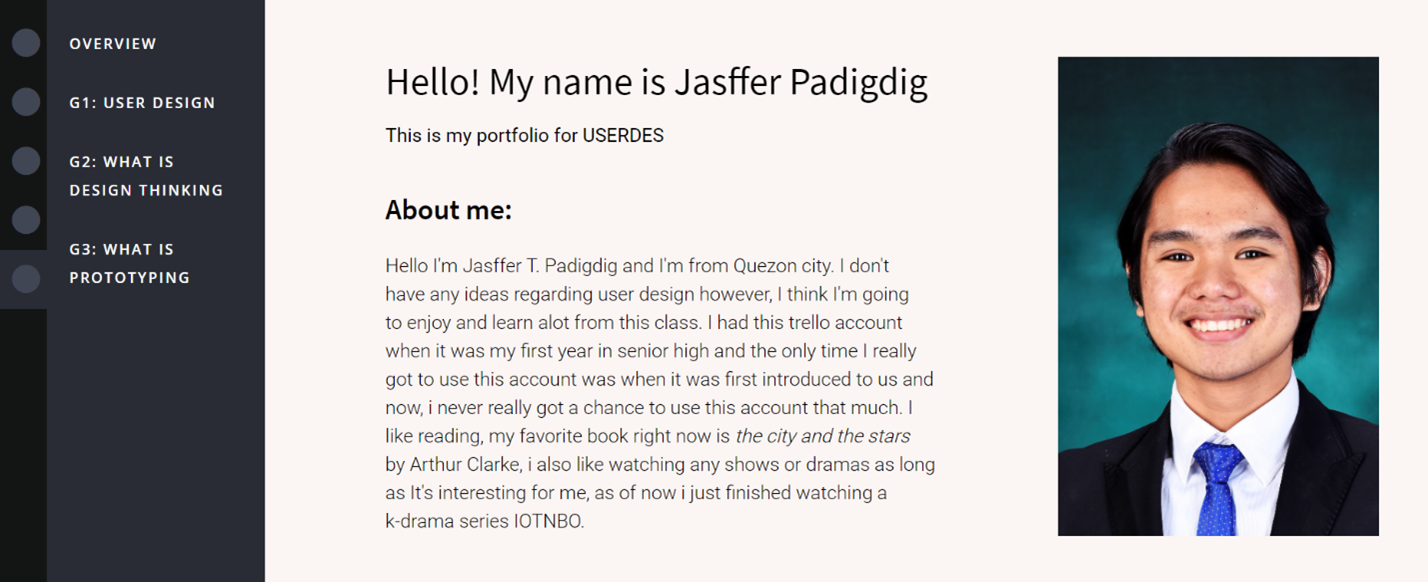 OVERVIEW
G1: USER DESIGN
G2: WHAT IS
DESIGN THINKING
G3: WHAT IS
PROTOTYPING
Hello! My name is Jasffer Padigdig
This is my portfolio for USERDES
About me:
Hello I'm Jasffer T. Padigdig and I'm from Quezon city. I don't
have any ideas regarding user design however, I think I'm going
to enjoy and learn alot from this class. I had this trello account
when it was my first year in senior high and the only time I really
got to use this account was when it was first introduced to us and
now, i never really got a chance to use this account that much. I
like reading, my favorite book right now is the city and the stars
by Arthur Clarke, i also like watching any shows or dramas as long
as It's interesting for me, as of now i just finished watching a
k-drama series IOTNBO.